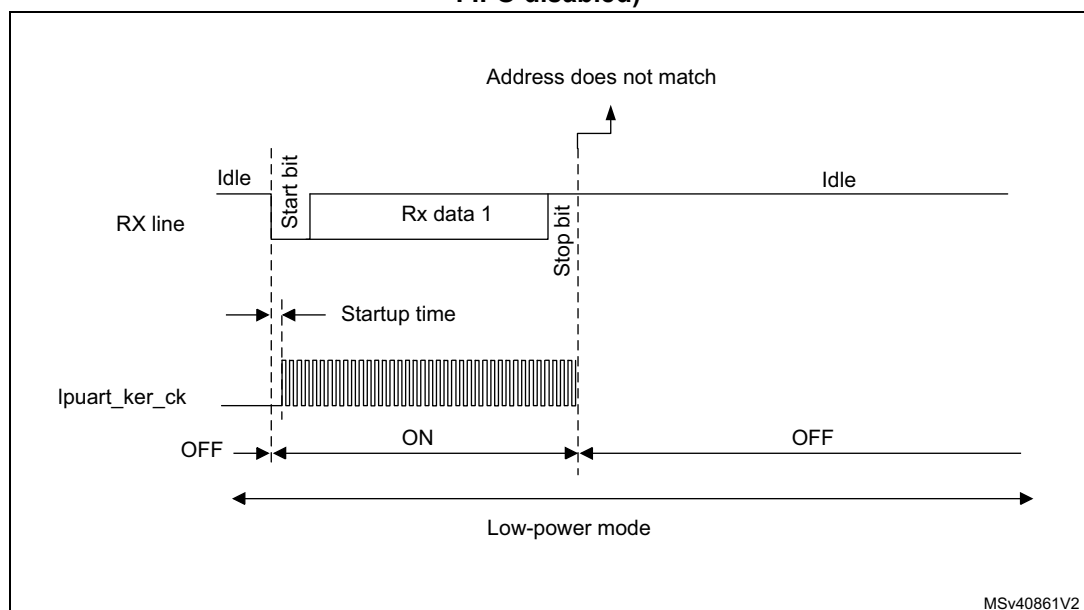 FIFO disabled)
Address does not match
Idle
Start bit
Idle
RX line
Rx data 1
Stop bit
Startup time
lpuart_ker_ck
OFF
ON
OFF
Low-power mode
MSv40861V2